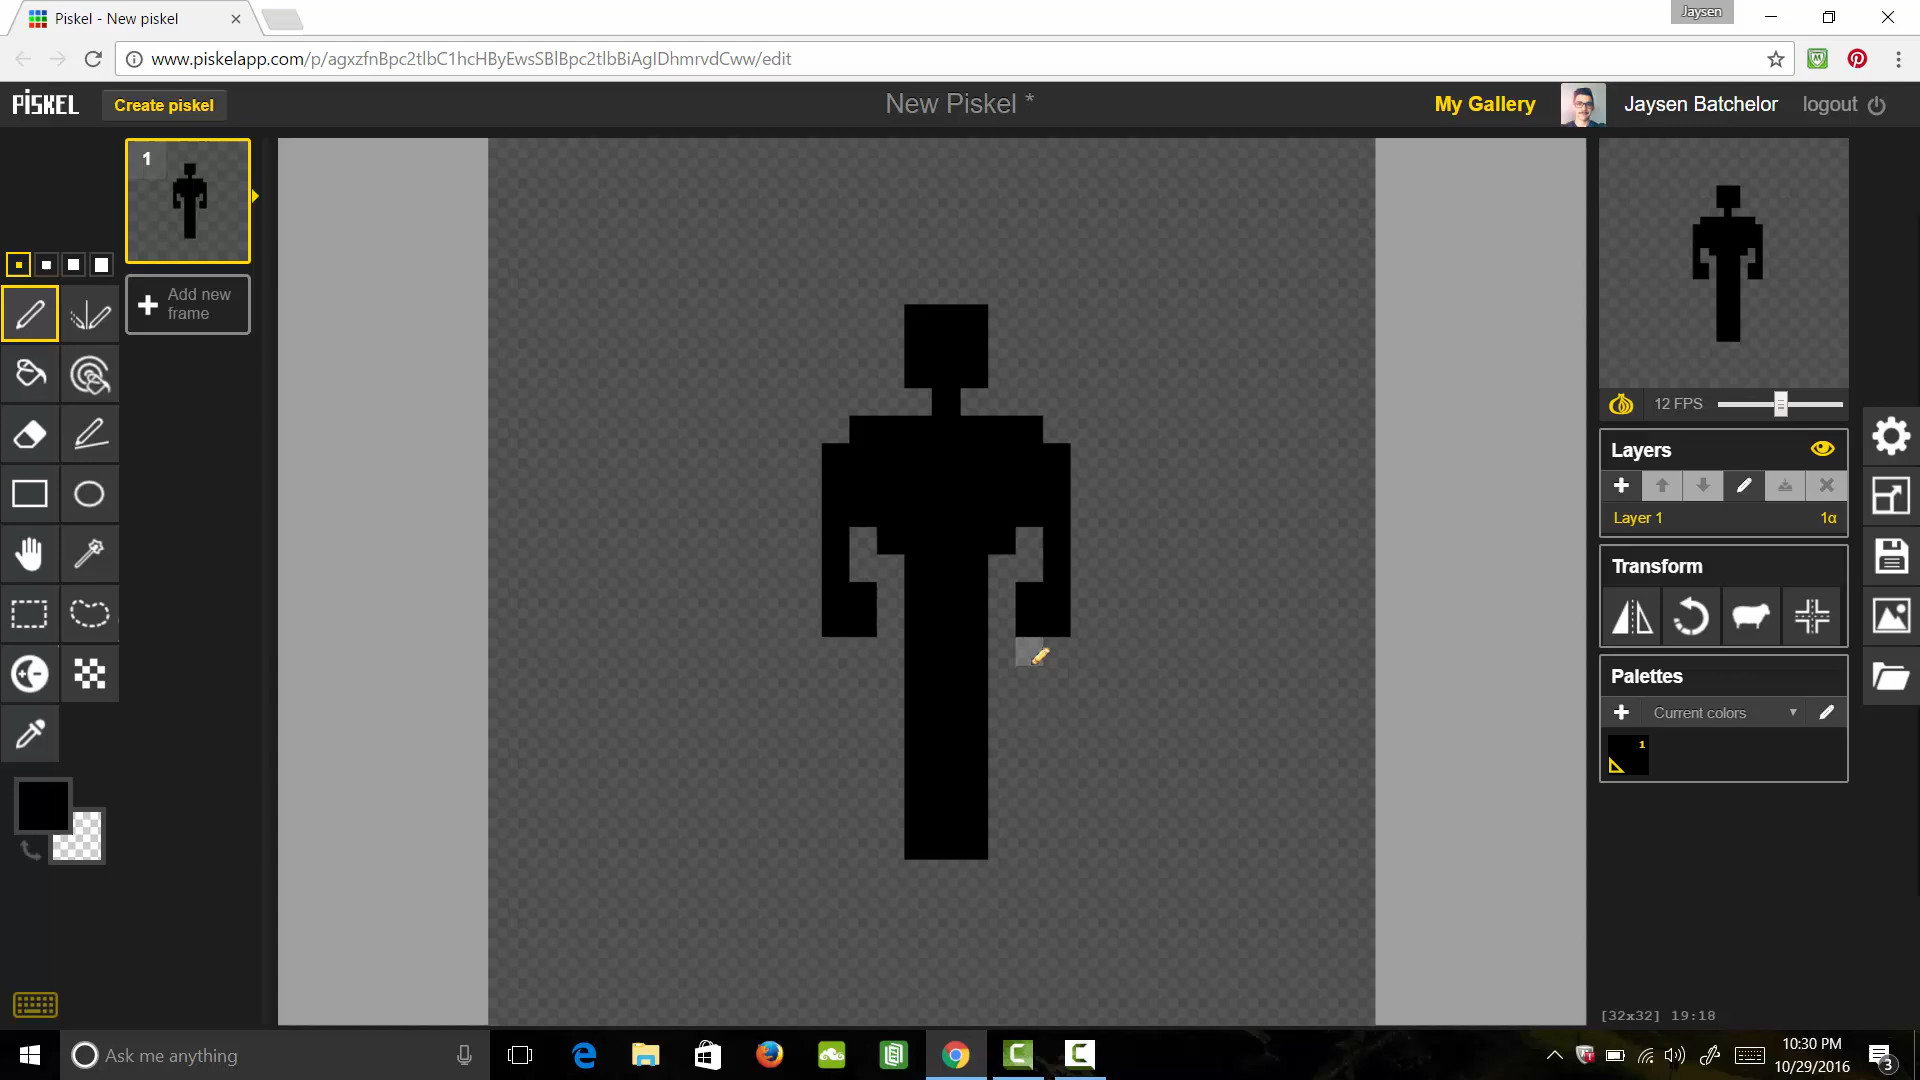 Piskel - New piskel
Jaysen
www.piskelapp.com/p/agxzfnBpc2tlbC1hcHByEwsSBlBpc2tlbBiAgIDhmrvdCww/edit
PISKEL
Create piskel
New Piskel *
My Gallery
Jaysen Batchelor
logout
1
Add new
frame
12 FPS
Layers
Layer 1
1α
Transform
Palettes
Current colors
1
[32x32] 19:18
Ask me anything
10:30 PM
10/29/2016
3